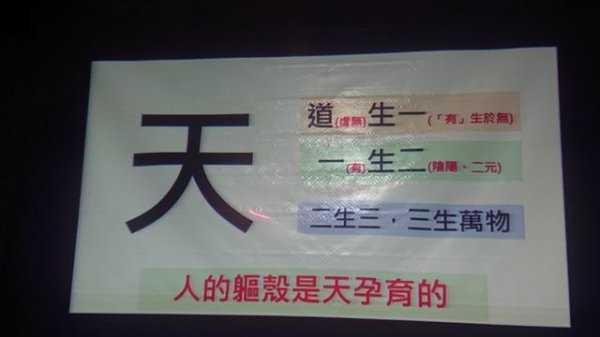 天
道(虛無)生一(「有」生於無)
一(有)生二(陰陽、二元)
二生三，三生萬物
人的軀殼是天孕育的